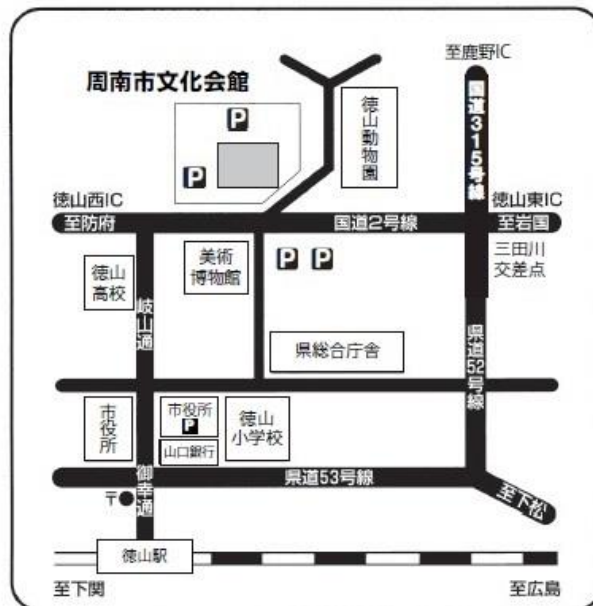 至鹿野IC
周南市文化会館
P
P
徳山動物園
国道315号線
徳山西IC
徳山東IC
至防府
国道2号線
至岩国
徳山
高校
美術
博物館
P P
三田川
交差点
岐山通
県総合庁舎
県道52号線
市役所
市役所
P
山口銀行
徳山
小学校
御幸通
県道53号線
〒
至下松
徳山駅
至下関
至広島